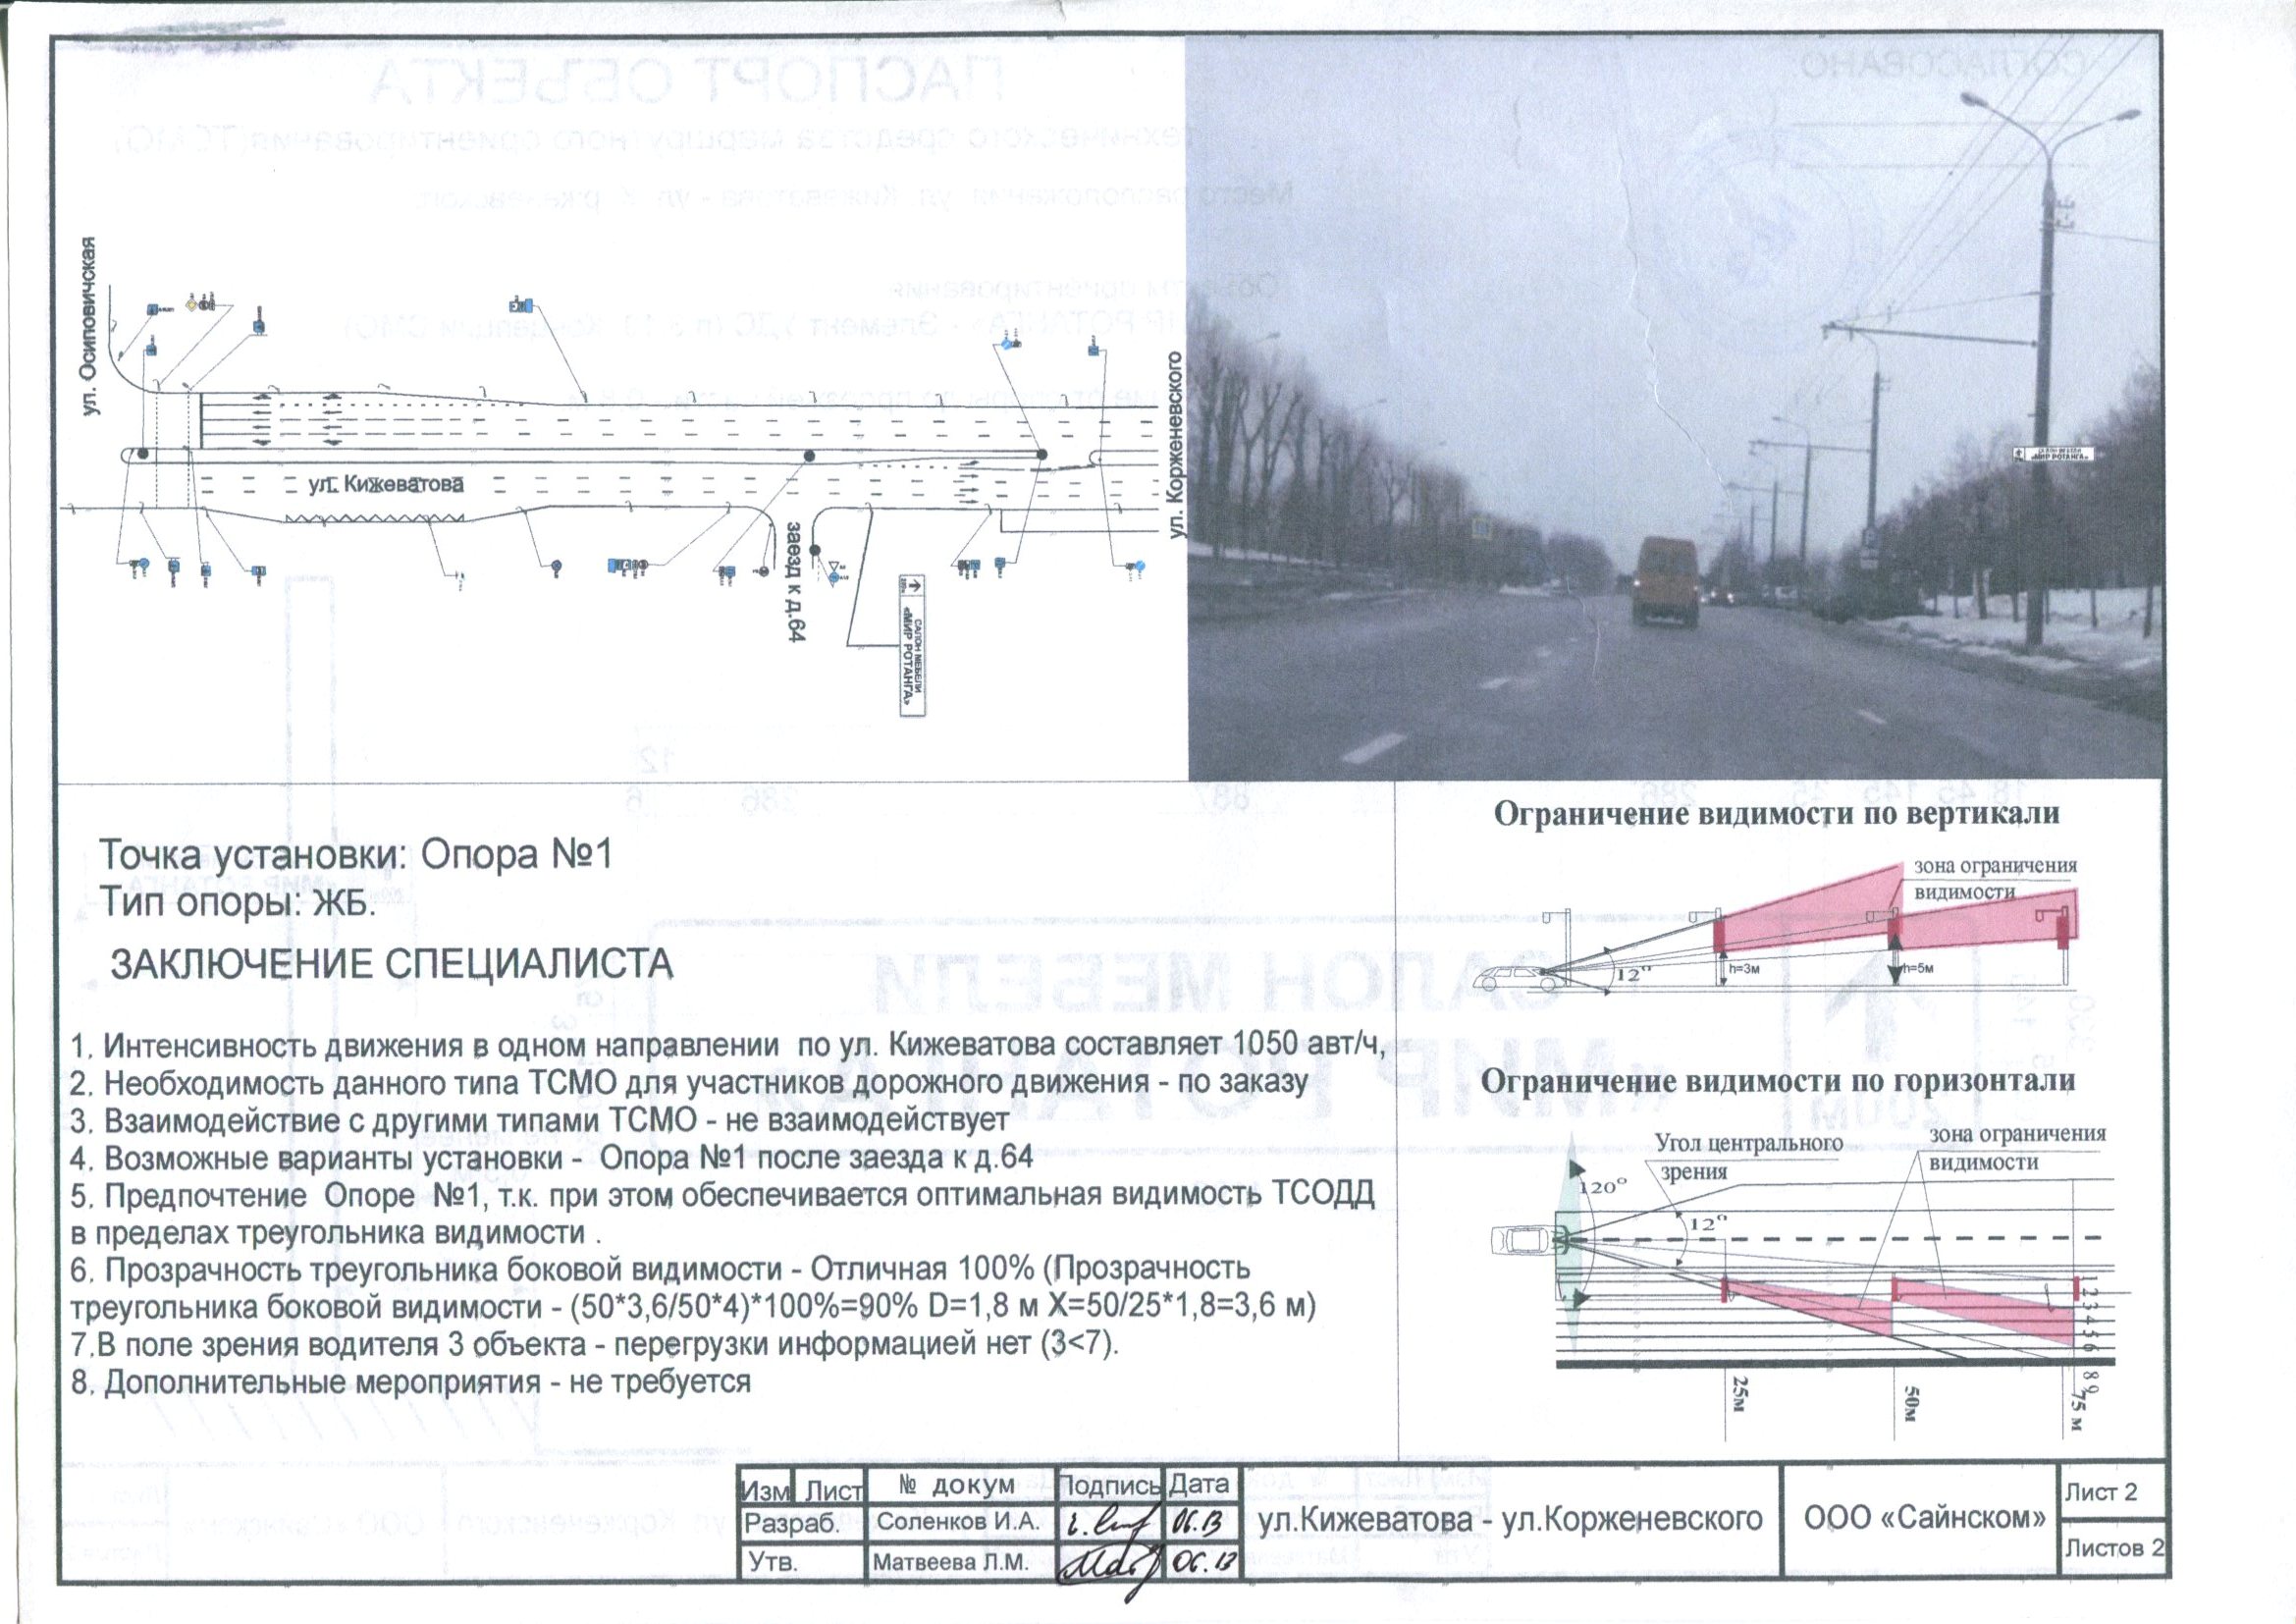 ул. Осиповичская
ул. Кижеватова
ул. Корженевского
заезд к д.64
САЛОН МЕБЕЛИ
«МИР РОТАНГА»
САЛОН МЕБЕЛИ
«МИР РОТАНГА»
Точка установки: Опора №1
Тип опоры: ЖБ.
ЗАКЛЮЧЕНИЕ СПЕЦИАЛИСТА
1. Интенсивность движения в одном направлении по ул. Кижеватова составляет 1050 авт/ч,
2. Необходимость данного типа ТСМО для участников дорожного движения - по заказу
3. Взаимодействие с другими типами ТСМО - не взаимодействует
4. Возможные варианты установки - Опора №1 после заезда к д.64
5. Предпочтение Опоре №1, т.к. при этом обеспечивается оптимальная видимость ТСОДД
в пределах треугольника видимости .
6. Прозрачность треугольника боковой видимости - Отличная 100% (Прозрачность
треугольника боковой видимости - (50*3,6/50*4)*100%=90% D=1,8 м X=50/25*1,8=3,6 м)
7.В поле зрения водителя 3 объекта - перегрузки информацией нет (3<7).
8. Дополнительные мероприятия - не требуется
Ограничение видимости по вертикали
зона ограничения
видимости
12°
h=3м
h=5м
Ограничение видимости по горизонтали
Угол центрального
зрения
зона ограничения
видимости
120°
12°
1 2 3 4 5 6 8 9
25м
50м
75 м
Изм Лист № докум Подпись Дата
Разраб. Соленков И.А. 06.13
Утв. Матвеева Л.М. 06.13
ул.Кижеватова - ул.Корженевского
ООО «Сайнском»
Лист 2
Листов 2